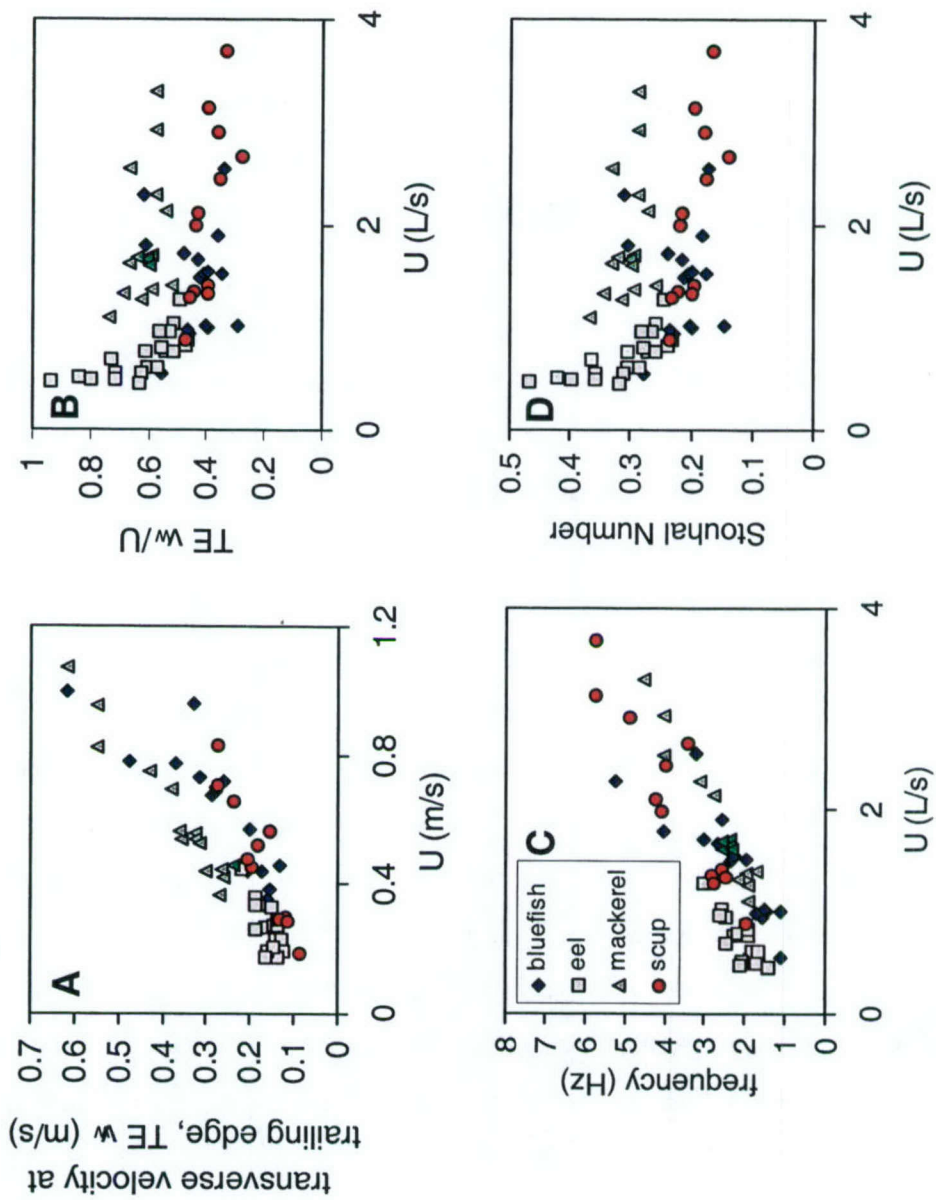 A
transverse velocity at
trailing edge, TE w (m/s)
0.7
0.6
0.5
0.4
0.3
0.2
0.1
0
0 0.4 0.8 1.2
U (m/s)
B
TE w/U
1
0.8
0.6
0.4
0.2
0
0 2 4
U (L/s)
C
frequency (Hz)
8
7
6
5
4
3
2
1
0
bluefish
eel
mackerel
scup
0 2 4
U (L/s)
D
Stouhal Number
0.5
0.4
0.3
0.2
0.1
0
0 2 4
U (L/s)